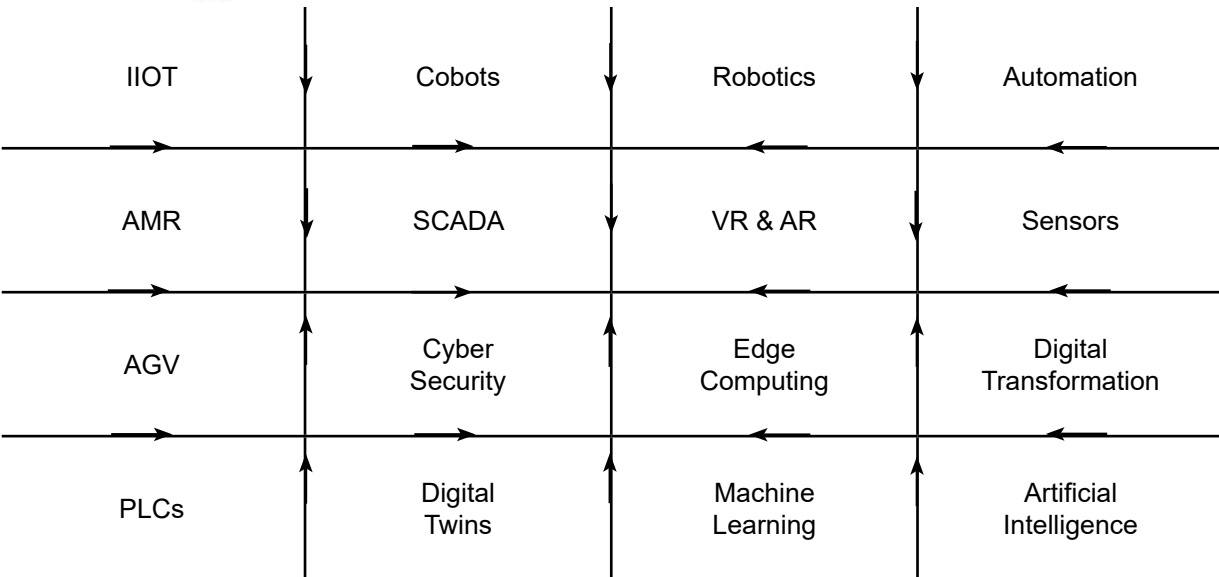 IIOT
Cobots
Robotics
Automation
AMR
SCADA
VR & AR
Sensors
AGV
Cyber
Security
Edge
Computing
Digital
Transformation
PLCs
Digital
Twins
Machine
Learning
Artificial
Intelligence